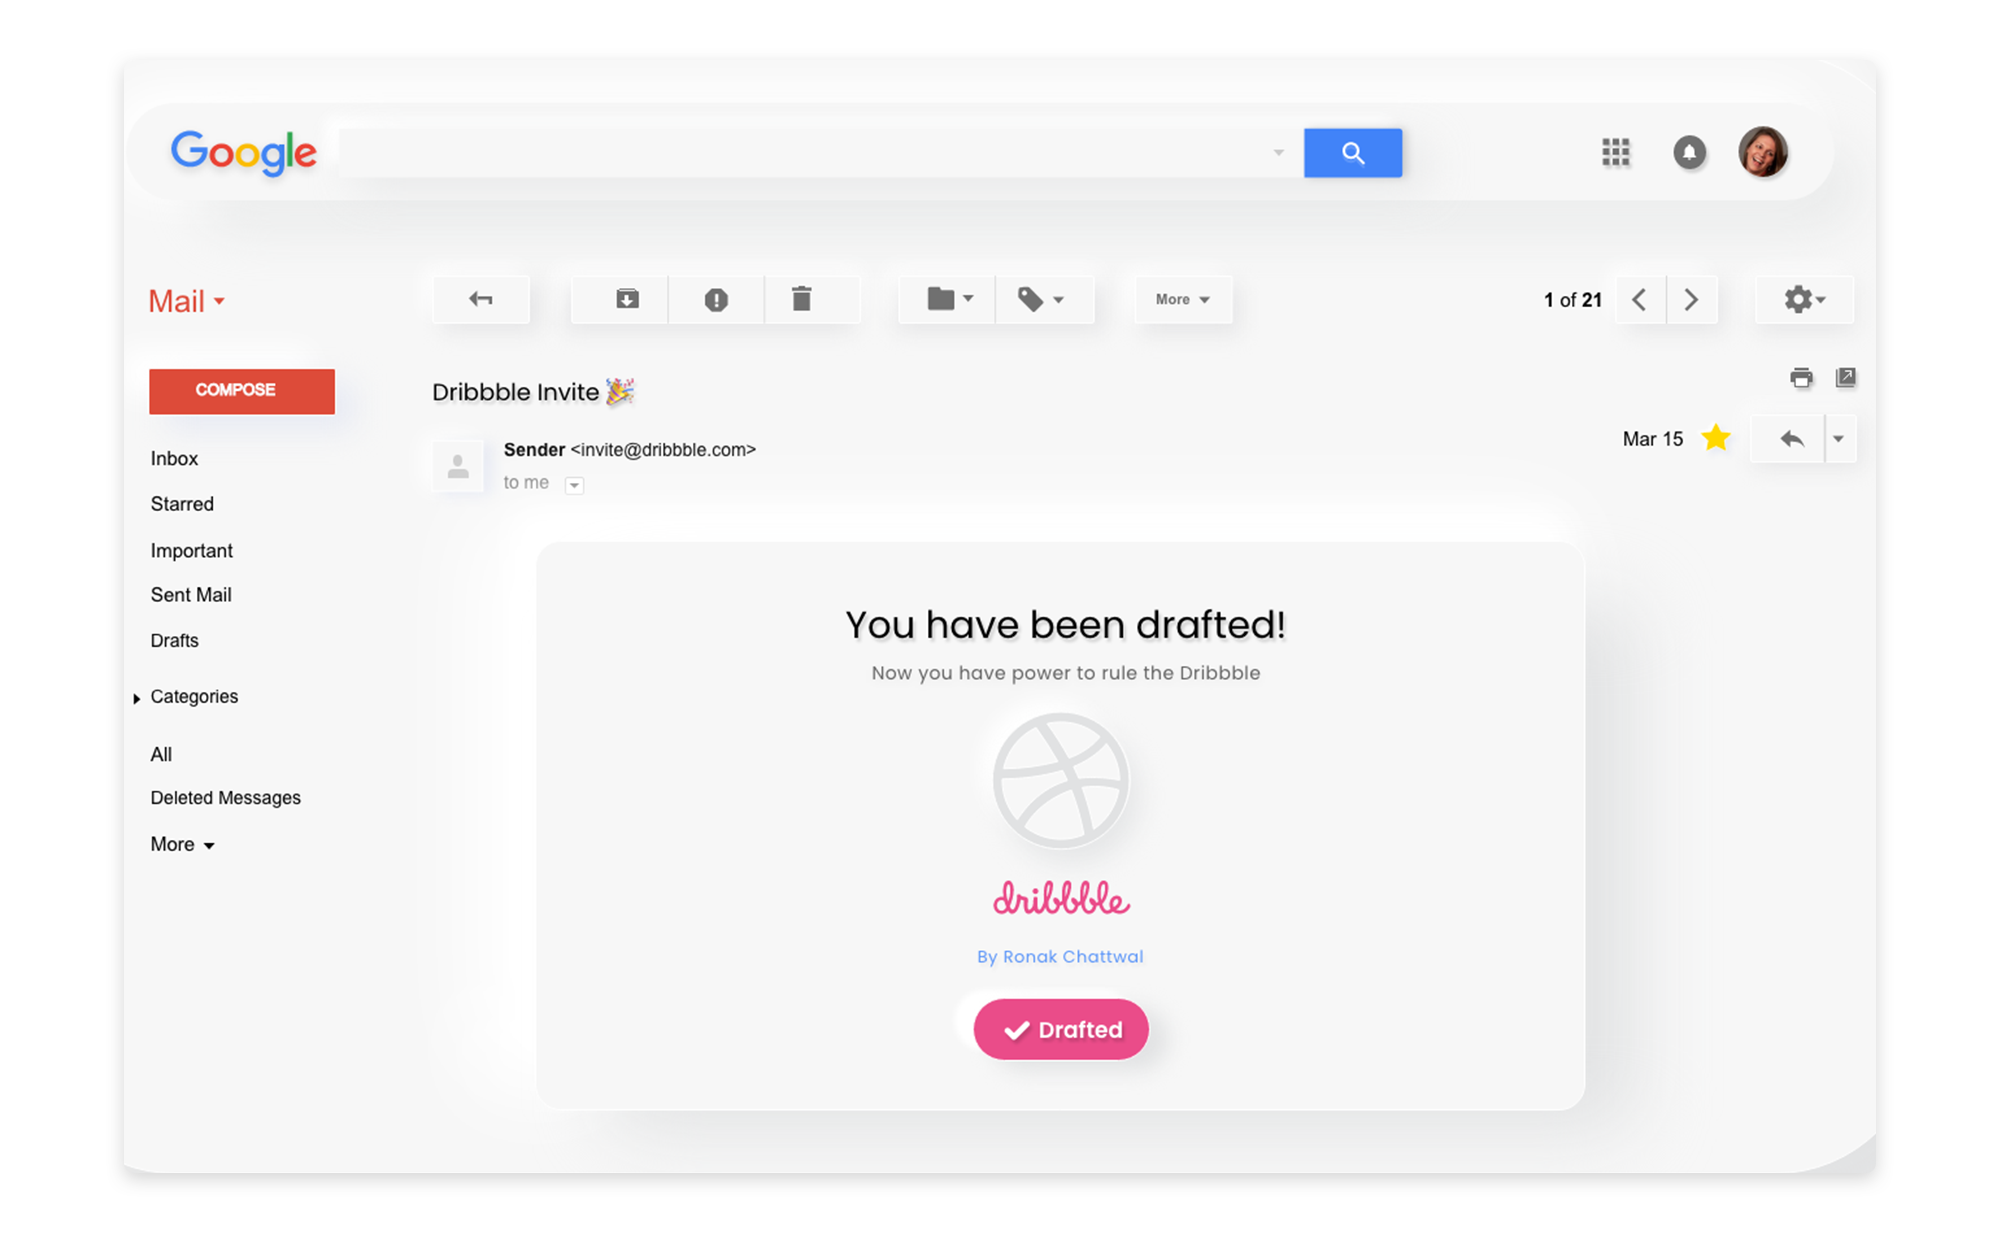 Google
Mail
More
1 of 21
COMPOSE
Dribbble Invite 🎉
Sender <invite@dribbble.com>
to me
Mar 15
Inbox
Starred
Important
Sent Mail
Drafts
Categories
All
Deleted Messages
More
You have been drafted!
Now you have power to rule the Dribbble
dribbble
By Ronak Chattwal
Drafted